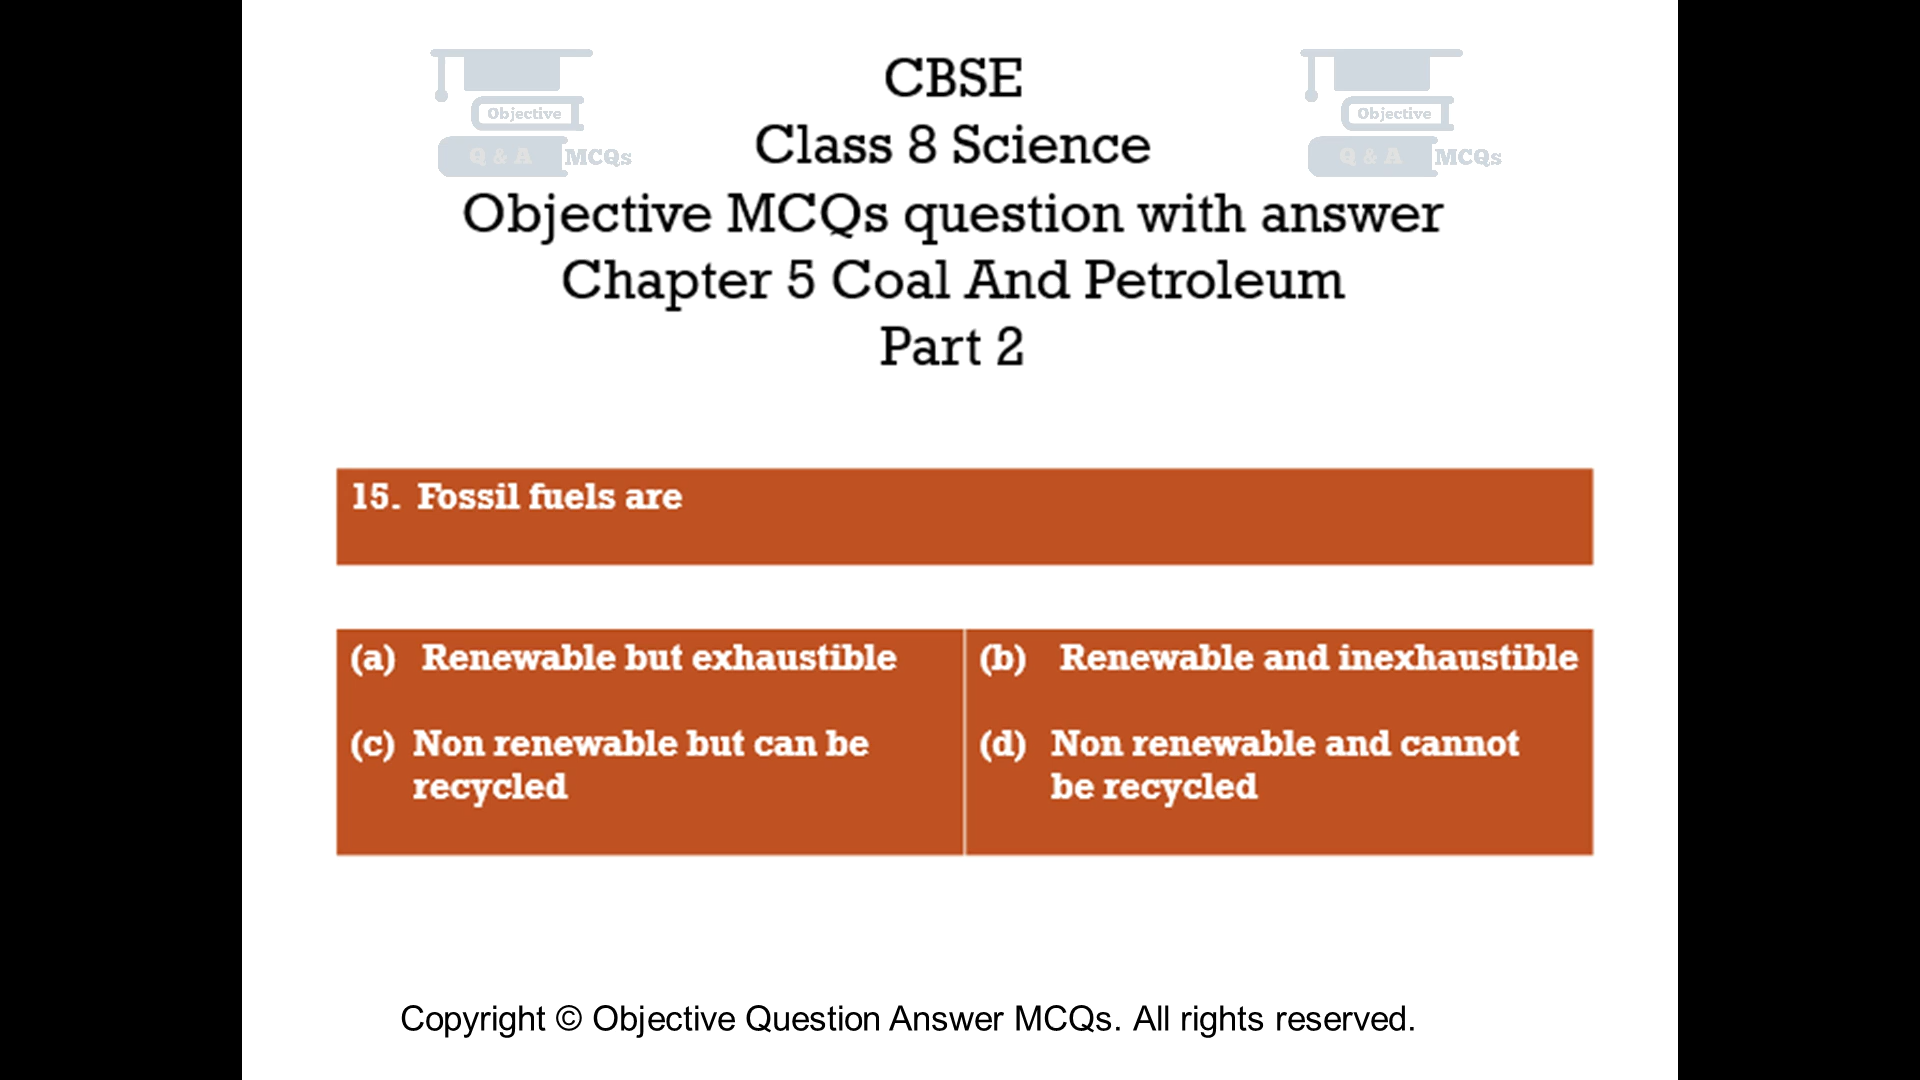 Objective
Q & A MCQs
Objective
Q & A MCQs
CBSE
Class 8 Science
Objective MCQs question with answer
Chapter 5 Coal And Petroleum
Part 2
15. Fossil fuels are
(a) Renewable but exhaustible
(b) Renewable and inexhaustible
(c) Non renewable but can be
recycled
(d) Non renewable and cannot
be recycled
Copyright © Objective Question Answer MCQs. All rights reserved.